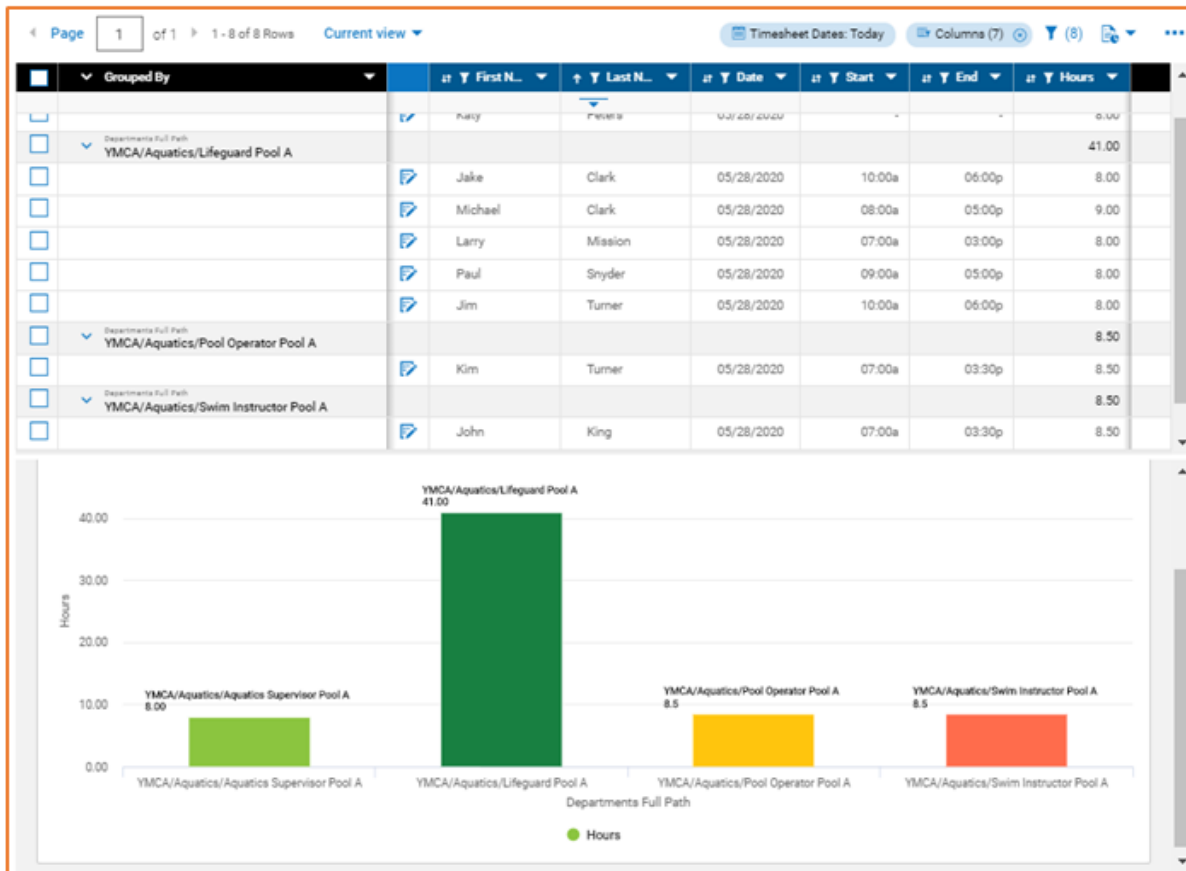 Page 1 of 1 1 - 8 of 8 Rows Current view Timesheet Dates: Today Columns (7) (8)
Grouped By First N... Last N... Date Start End Hours
Katy Peters 05/28/2020 - - 8.00
Departments Full Path
YMCA/Aquatics/Lifeguard Pool A 41.00
Jake Clark 05/28/2020 10:00a 06:00p 8.00
Michael Clark 05/28/2020 08:00a 05:00p 9.00
Larry Mission 05/28/2020 07:00a 03:00p 8.00
Paul Snyder 05/28/2020 09:00a 05:00p 8.00
Jim Turner 05/28/2020 10:00a 06:00p 8.00
Departments Full Path
YMCA/Aquatics/Pool Operator Pool A 8.50
Kim Turner 05/28/2020 07:00a 03:30p 8.50
Departments Full Path
YMCA/Aquatics/Swim Instructor Pool A 8.50
John King 05/28/2020 07:00a 03:30p 8.50
YMCA/Aquatics/Lifeguard Pool A
41.00
40.00
30.00
Hours
20.00
YMCA/Aquatics/Aquatics Supervisor Pool A
8.00
YMCA/Aquatics/Pool Operator Pool A
8.5
YMCA/Aquatics/Swim Instructor Pool A
8.5
10.00
0.00
YMCA/Aquatics/Aquatics Supervisor Pool A YMCA/Aquatics/Lifeguard Pool A YMCA/Aquatics/Pool Operator Pool A YMCA/Aquatics/Swim Instructor Pool A
Departments Full Path
Hours